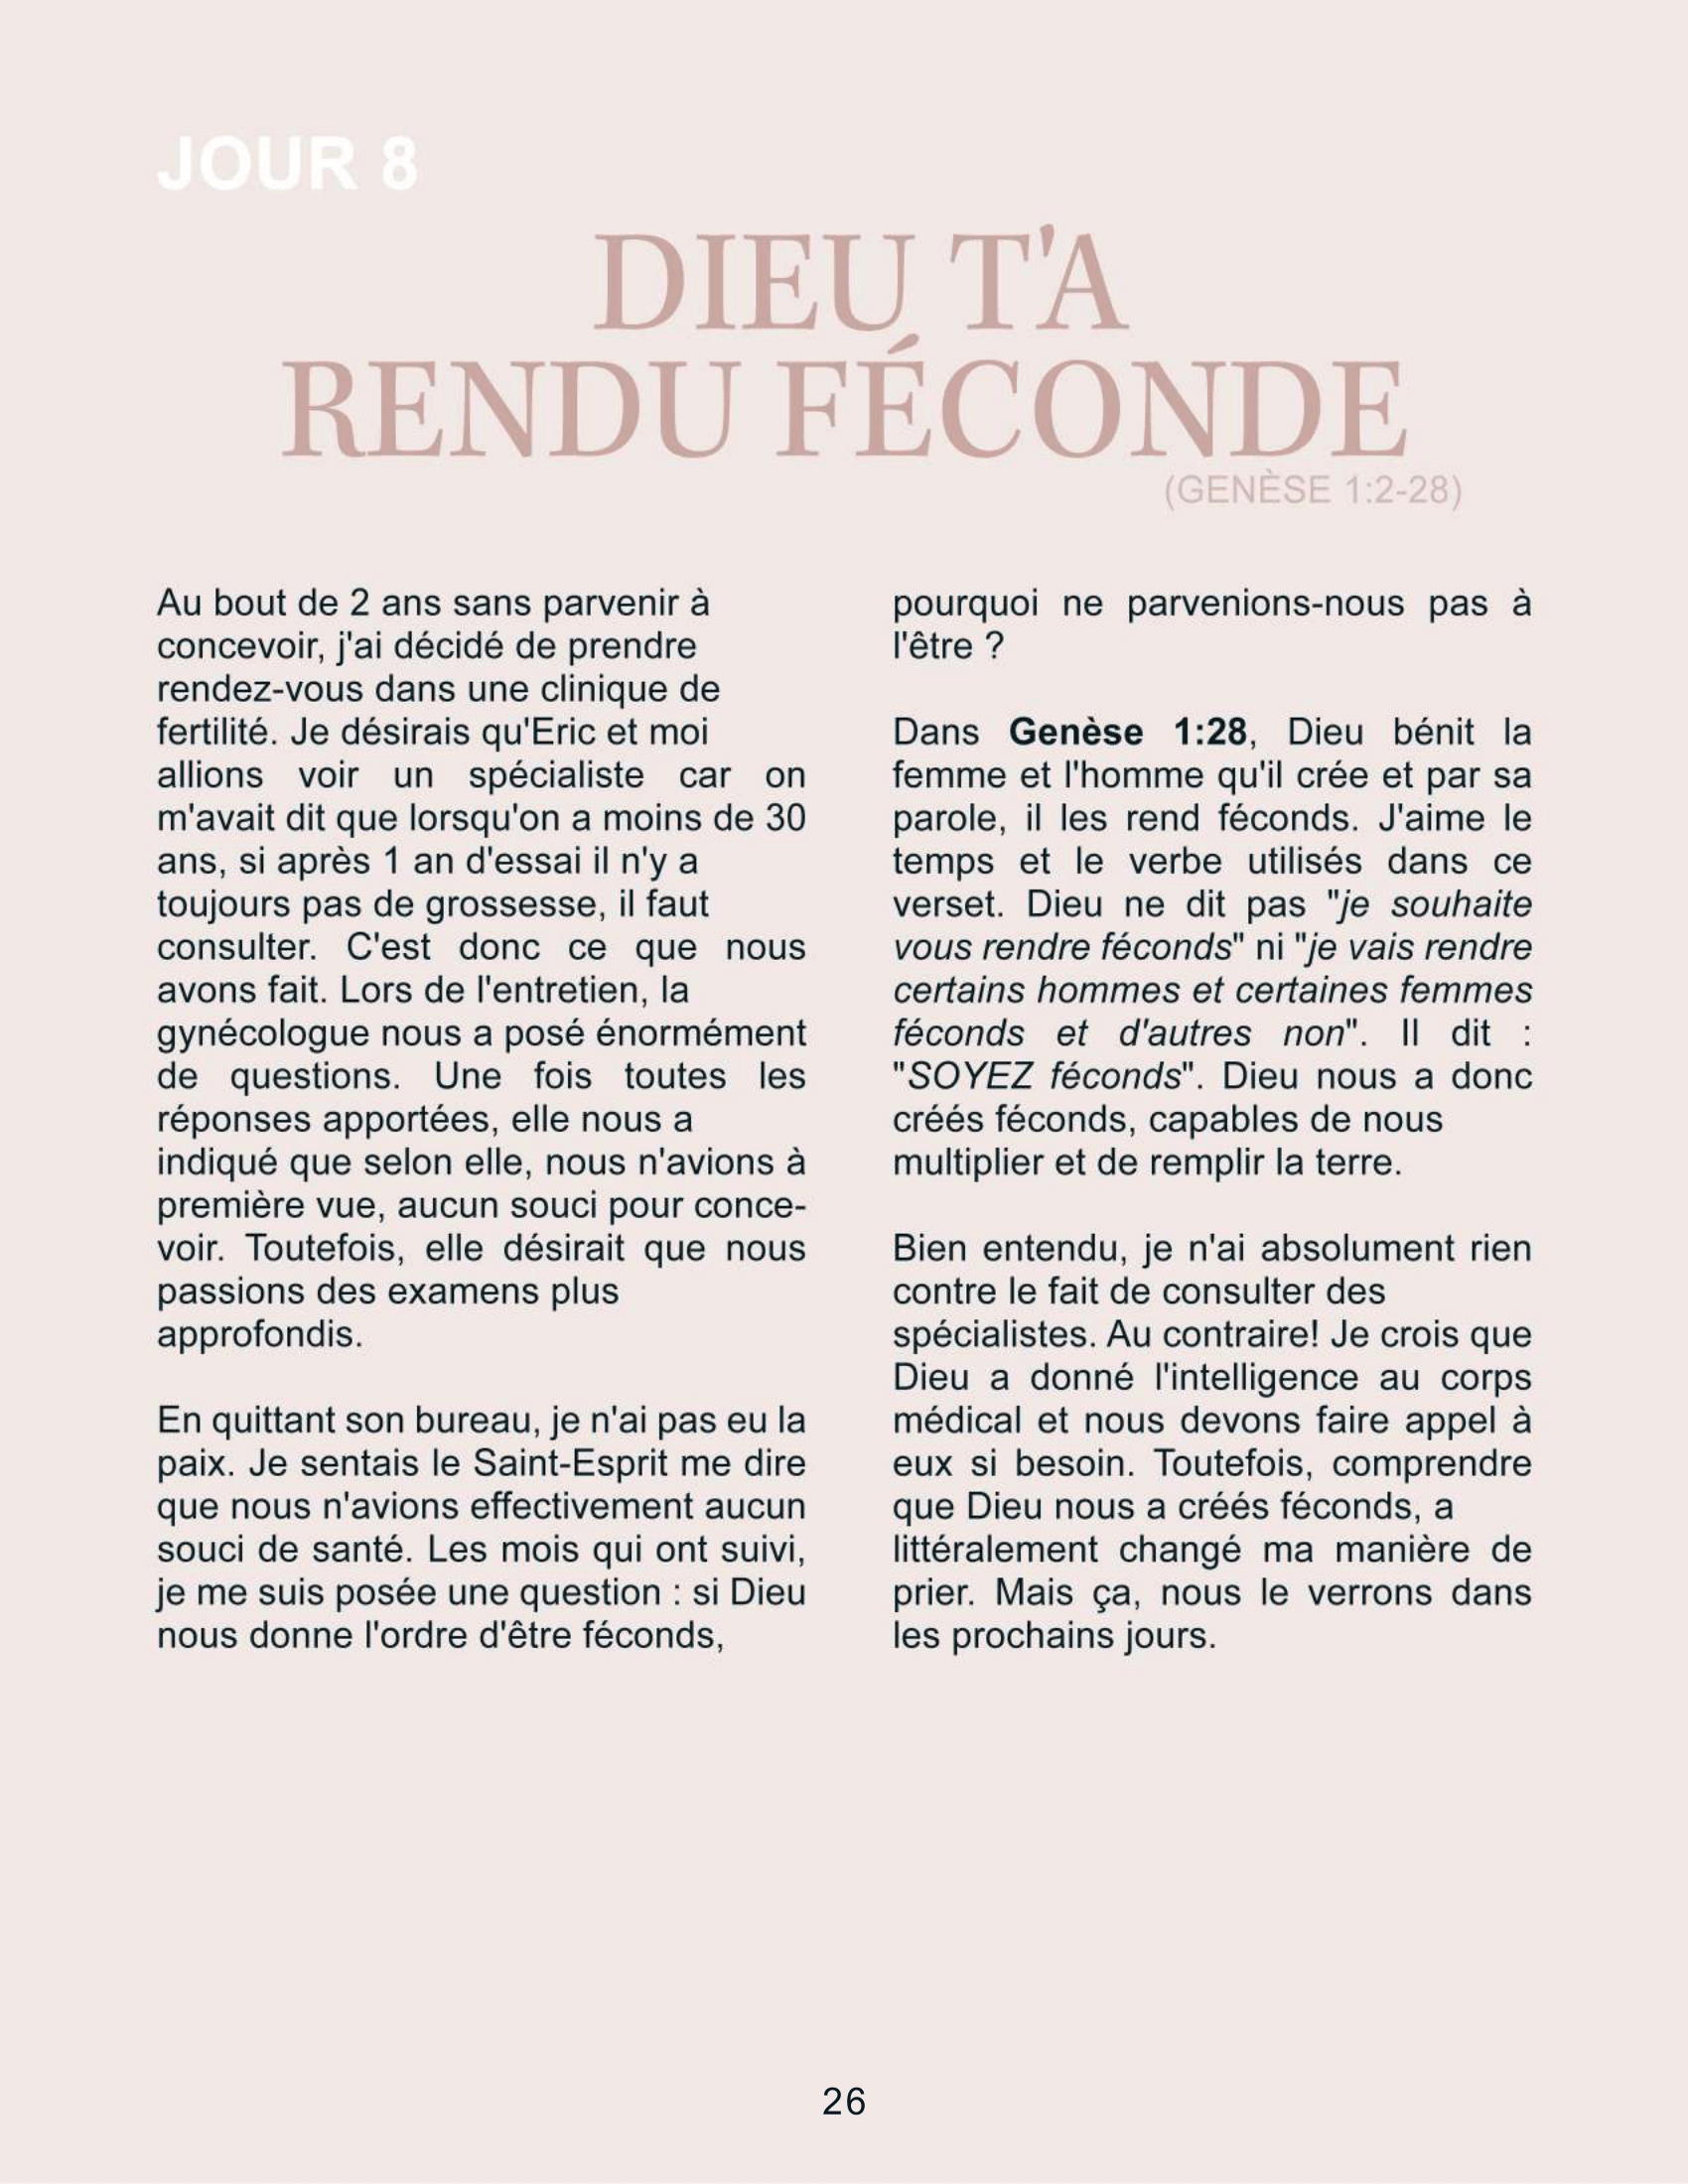 JOUR 8
DIEU T'A
RENDU FÉCONDE
(GENÈSE 1:2-28)
Au bout de 2 ans sans parvenir à
concevoir, j'ai décidé de prendre
rendez-vous dans une clinique de
fertilité. Je désirais qu'Eric et moi
allions voir un spécialiste car on
m'avait dit que lorsqu'on a moins de 30
ans, si après 1 an d'essai il n'y a
toujours pas de grossesse, il faut
consulter. C'est donc ce que nous
avons fait. Lors de l'entretien, la
gynécologue nous a posé énormément
de questions. Une fois toutes les
réponses apportées, elle nous a
indiqué que selon elle, nous n'avions à
première vue, aucun souci pour conce-
voir. Toutefois, elle désirait que nous
passions des examens plus
approfondis.
En quittant son bureau, je n'ai pas eu la
paix. Je sentais le Saint-Esprit me dire
que nous n'avions effectivement aucun
souci de santé. Les mois qui ont suivi,
je me suis posée une question : si Dieu
nous donne l'ordre d'être féconds,
pourquoi ne parvenions-nous pas à
l'être ?
Dans Genèse 1:28, Dieu bénit la
femme et l'homme qu'il crée et par sa
parole, il les rend féconds. J'aime le
temps et le verbe utilisés dans ce
verset. Dieu ne dit pas "je souhaite
vous rendre féconds" ni "je vais rendre
certains hommes et certaines femmes
féconds et d'autres non". Il dit :
"SOYEZ féconds". Dieu nous a donc
créés féconds, capables de nous
multiplier et de remplir la terre.
Bien entendu, je n'ai absolument rien
contre le fait de consulter des
spécialistes. Au contraire! Je crois que
Dieu a donné l'intelligence au corps
médical et nous devons faire appel à
eux si besoin. Toutefois, comprendre
que Dieu nous a créés féconds, a
littéralement changé ma manière de
prier. Mais ça, nous le verrons dans
les prochains jours.
26